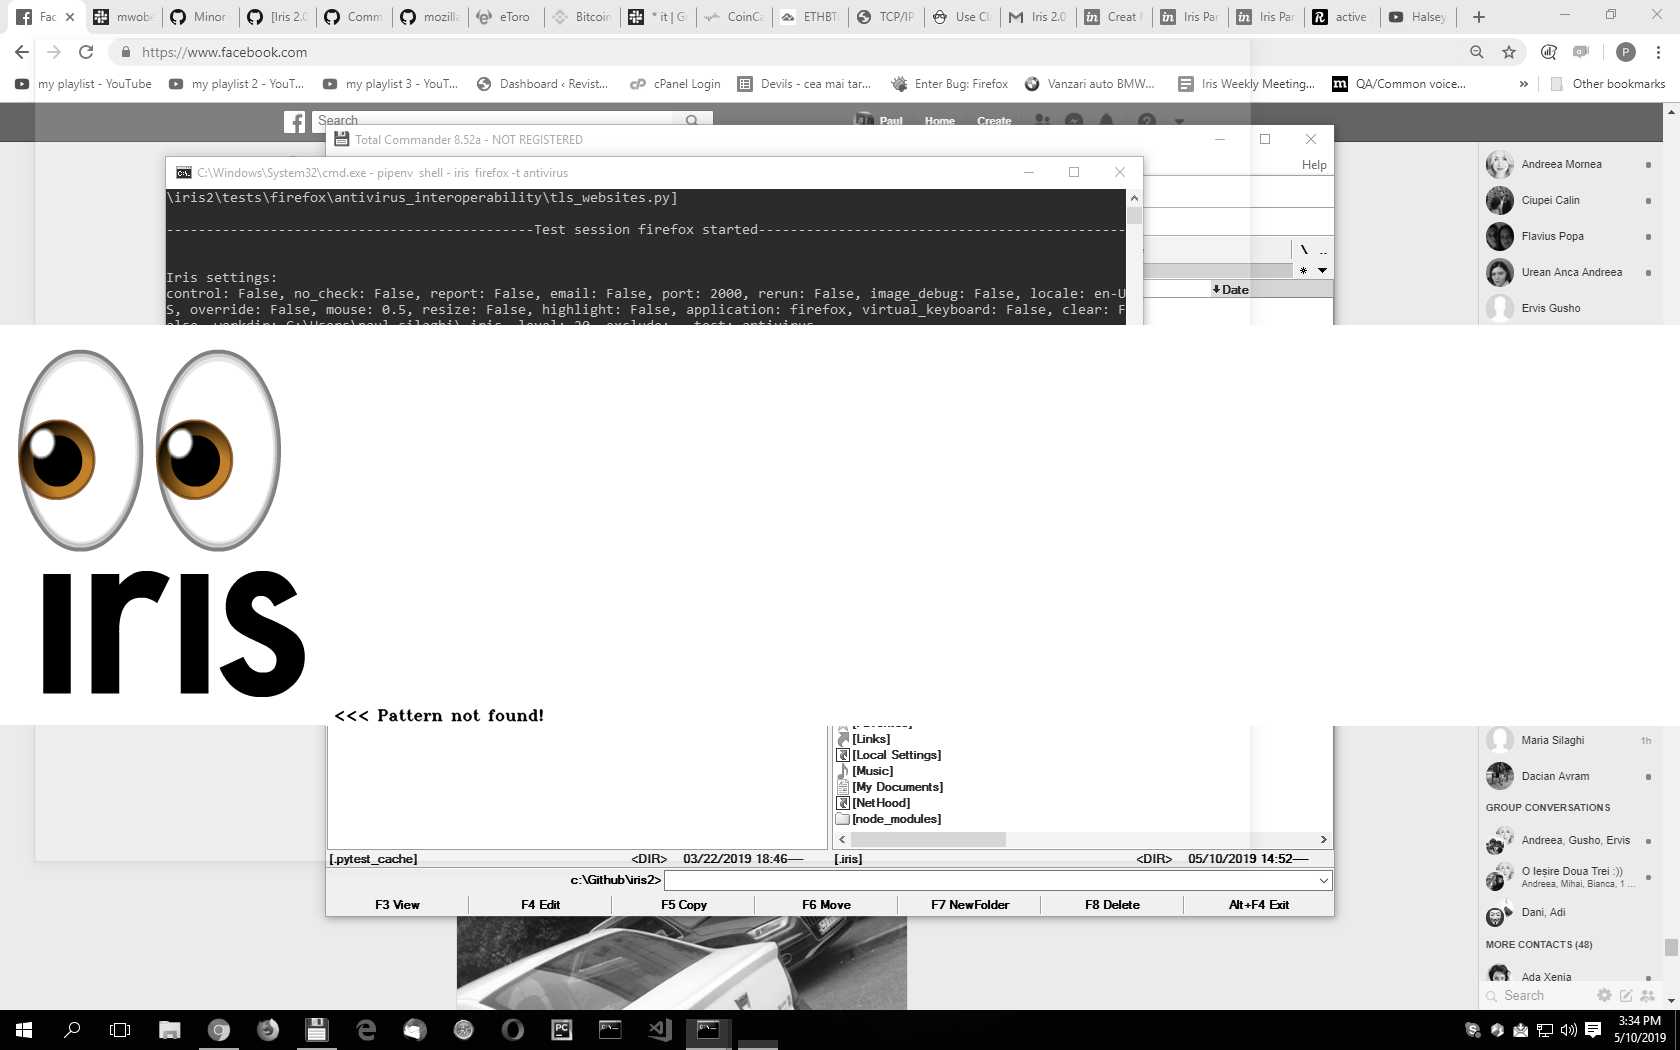 Fac
mwobe
Minor
[Iris 2.0
Comm
mozilla
eToro
Bitcoin
* it | G
CoinCa
ETHBT
TCP/IP
Use Cl
Iris 2.0
Creat
Iris Par
Iris Par
active
Halsey
https://www.facebook.com
P
my playlist - YouTube
my playlist 2 - YouT...
my playlist 3 - YouT...
Dashboard ‹ Revist...
cPanel Login
Devils - cea mai tar...
Enter Bug: Firefox
Vanzari auto BMW...
Iris Weekly Meeting...
QA/Common voice...
»
Other bookmarks
Search
Paul
Home
Create
Total Commander 8.52a - NOT REGISTERED
Help
C:\Windows\System32\cmd.exe - pipenv shell - iris firefox -t antivirus
\iris2\tests\firefox\antivirus_interoperability\tls_websites.py]
----------------------------------------------Test session firefox started----------------------------------------------
Iris settings:
control: False, no_check: False, report: False, email: False, port: 2000, rerun: False, image_debug: False, locale: en-U
S, override: False, mouse: 0.5, resize: False, highlight: False, application: firefox, virtual_keyboard: False, clear: F
\ ..
* 
Date
Andreea Mornea
Ciupei Calin
Flavius Popa
Urean Anca Andreea
Ervis Gusho
iris
<<< Pattern not found!
[Links]
[Local Settings]
[Music]
[My Documents]
[NetHood]
[node_modules]
[.pytest_cache] <DIR> 03/22/2019 18:46----
[.iris] <DIR> 05/10/2019 14:52----
c:\Github\iris2>
F3 View
F4 Edit
F5 Copy
F6 Move
F7 NewFolder
F8 Delete
Alt+F4 Exit
Maria Silaghi 1h
Dacian Avram
GROUP CONVERSATIONS
Andreea, Gusho, Ervis
O Ieșire Doua Trei :))
Andreea, Mihai, Bianca, 1 ...
Dani, Adi
MORE CONTACTS (48)
Ada Xenia
Search
3:34 PM
5/10/2019